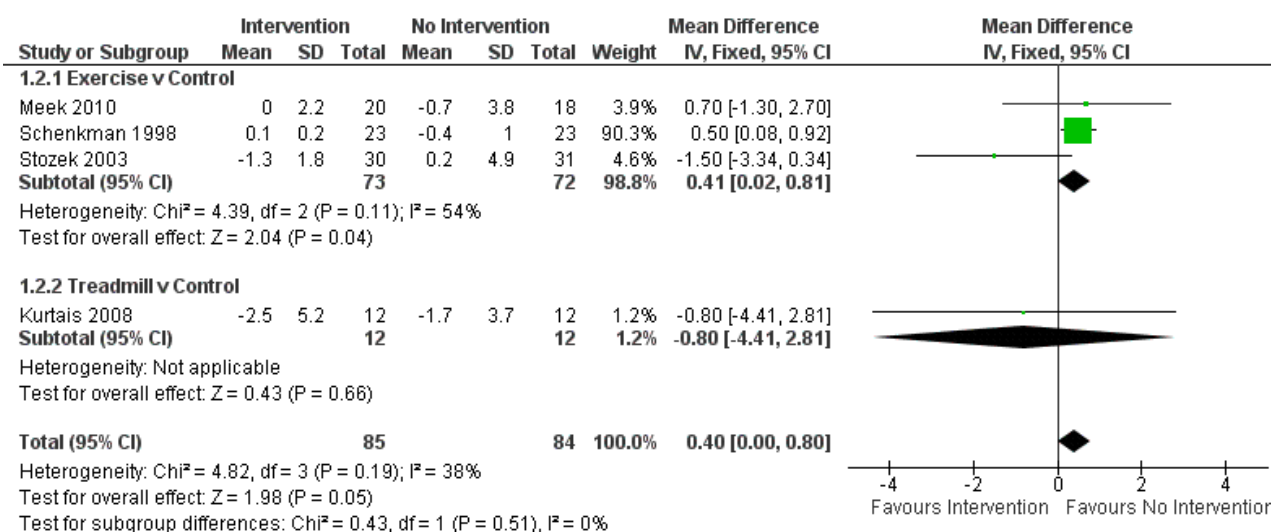 Intervention No Intervention Mean Difference Mean Difference
Study or Subgroup Mean SD Total Mean SD Total Weight IV, Fixed, 95% CI IV, Fixed, 95% CI
1.2.1 Exercise v Control
Meek 2010 0 2.2 20 -0.7 3.8 18 3.9% 0.70 [-1.30, 2.70]
Schenkman 1998 0.1 0.2 23 -0.4 1 23 90.3% 0.50 [0.08, 0.92]
Stozek 2003 -1.3 1.8 30 0.2 4.9 31 4.6% -1.50 [-3.34, 0.34]
Subtotal (95% CI) 73 72 98.8% 0.41 [0.02, 0.81]
Heterogeneity: Chi² = 4.39, df = 2 (P = 0.11); I² = 54%
Test for overall effect: Z = 2.04 (P = 0.04)
1.2.2 Treadmill v Control
Kurtais 2008 -2.5 5.2 12 -1.7 3.7 12 1.2% -0.80 [-4.41, 2.81]
Subtotal (95% CI) 12 12 1.2% -0.80 [-4.41, 2.81]
Heterogeneity: Not applicable
Test for overall effect: Z = 0.43 (P = 0.66)
Total (95% CI) 85 84 100.0% 0.40 [0.00, 0.80]
Heterogeneity: Chi² = 4.82, df = 3 (P = 0.19); I² = 38%
Test for overall effect: Z = 1.98 (P = 0.05)
Test for subgroup differences: Chi² = 0.43, df = 1 (P = 0.51), I² = 0%
-4 -2 0 2 4
Favours Intervention Favours No Intervention